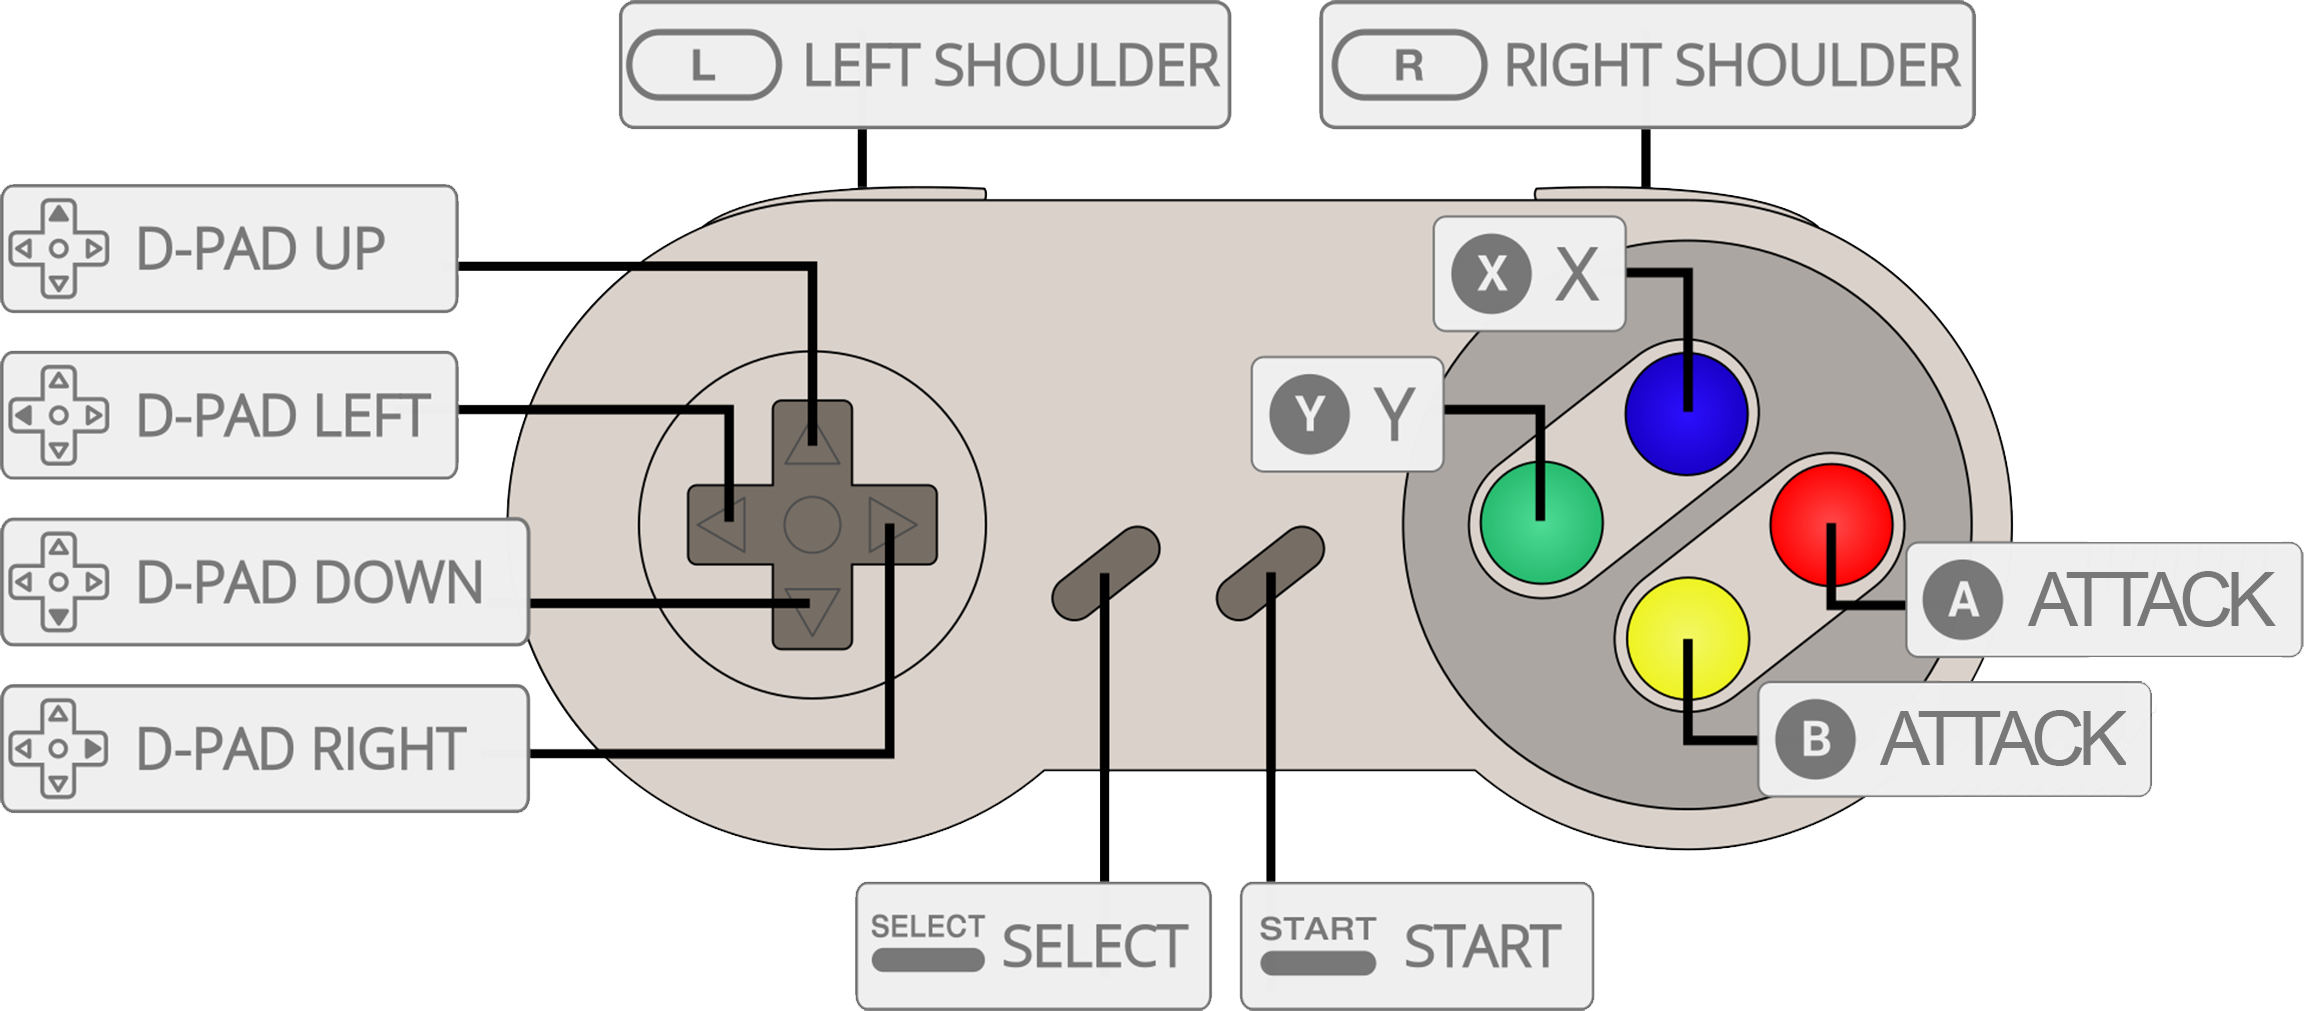 L LEFT SHOULDER
R RIGHT SHOULDER
D-PAD UP
X X
D-PAD LEFT
Y Y
D-PAD DOWN
A ATTACK
D-PAD RIGHT
B ATTACK
SELECT SELECT
START START